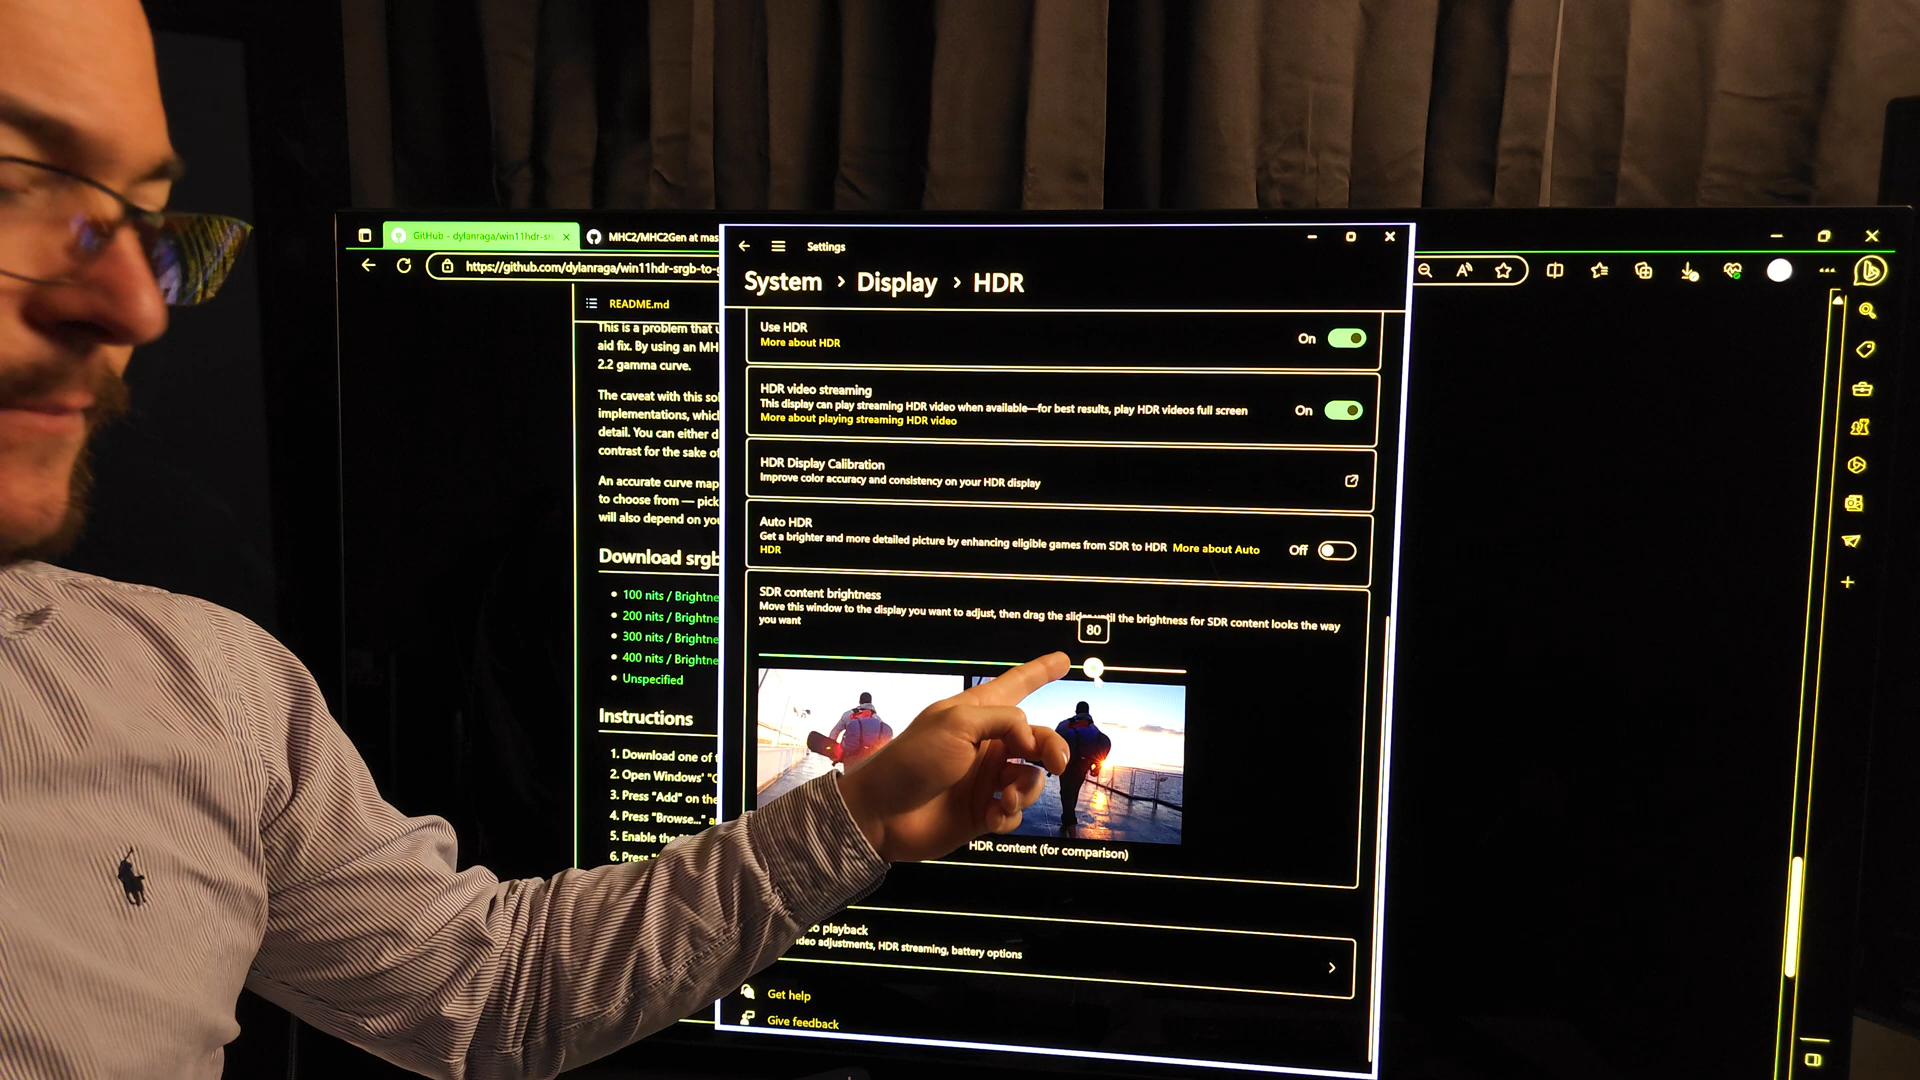 GitHub - dylanraga/win11hdr-sr
MHC2/MHC2Gen at mas
https://github.com/dylanraga/win11hdr-srgb-to-g
README.md
This is a problem that
aid fix. By using an MH
2.2 gamma curve.
The caveat with this so
implementations, which
detail. You can either d
contrast for the sake of
An accurate curve map
to choose from — pick
will also depend on you
Download srgb
100 nits / Brightne
200 nits / Brightne
300 nits / Brightne
400 nits / Brightne
Unspecified
Instructions
1. Download one of
2. Open Windows' "C
3. Press "Add" on the
4. Press "Browse..."
5. Enable the
6. Press
Settings
System > Display > HDR
Use HDR
More about HDR
On
HDR video streaming
This display can play streaming HDR video when available—for best results, play HDR videos full screen
More about playing streaming HDR video
On
HDR Display Calibration
Improve color accuracy and consistency on your HDR display
Auto HDR
Get a brighter and more detailed picture by enhancing eligible games from SDR to HDR More about Auto
HDR
Off
SDR content brightness
Move this window to the display you want to adjust, then drag the slider until the brightness for SDR content looks the way
you want
80
HDR content (for comparison)
playback
adjustments, HDR streaming, battery options
Get help
Give feedback